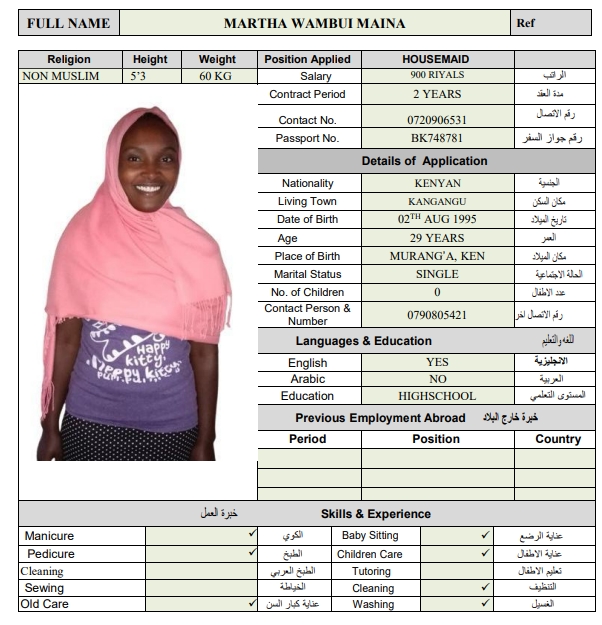 FULL NAME MARTHA WAMBUI MAINA Ref
Religion Height Weight Position Applied HOUSEMAID
NON MUSLIM 5'3 60 KG Salary 900 RIYALS الراتب
Contract Period 2 YEARS مدة العقد
Contact No. 0720906531 رقم الاتصال
Passport No. BK748781 رقم جواز السفر
Details of Application
Nationality KENYAN الجنسية
Living Town KANGANGU مكان السكن
Date of Birth 02TH AUG 1995 تاريخ الميلاد
Age 29 YEARS العمر
Place of Birth MURANG'A, KEN مكان الميلاد
Marital Status SINGLE الحالة الاجتماعية
No. of Children 0 عدد الاطفال
Contact Person & Number 0790805421 رقم الاتصال اخر
Languages & Education اللغه والتعليم
English YES الانجليزية
Arabic NO العربية
Education HIGHSCHOOL المستوى التعلمي
Previous Employment Abroad خبرة خارج البلاد
Period Position Country
Happy
kitty,
kitty,
خبرة العمل Skills & Experience
Manicure ✓ الكوي Baby Sitting ✓ عناية الرضع
Pedicure ✓ الطبخ Children Care ✓ عناية الاطفال
Cleaning الطبخ العربي Tutoring تعليم الاطفال
Sewing الخياطة Cleaning ✓ التنظيف
Old Care ✓ عناية كبار السن Washing ✓ الغسيل